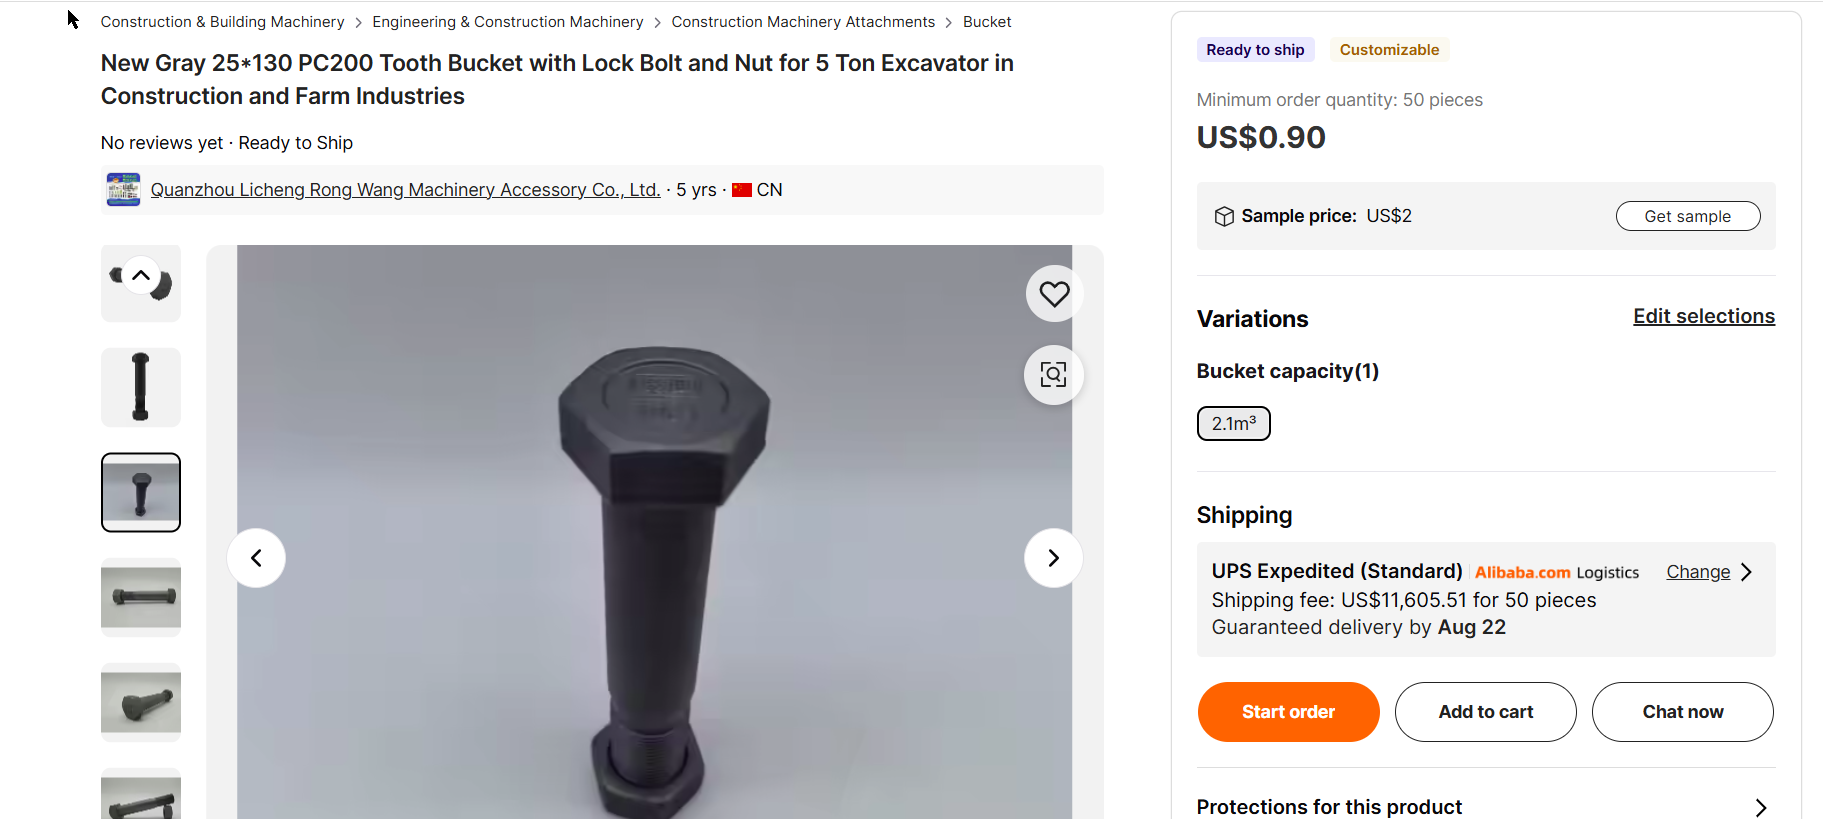 Construction & Building Machinery > Engineering & Construction Machinery > Construction Machinery Attachments > Bucket
New Gray 25*130 PC200 Tooth Bucket with Lock Bolt and Nut for 5 Ton Excavator in
Construction and Farm Industries
No reviews yet · Ready to Ship
Quanzhou Licheng Rong Wang Machinery Accessory Co., Ltd. · 5 yrs · CN
Ready to ship Customizable
Minimum order quantity: 50 pieces
US$0.90
Sample price: US$2 Get sample
Variations Edit selections
Bucket capacity(1)
2.1m³
Shipping
UPS Expedited (Standard) Alibaba.com Logistics Change
Shipping fee: US$11,605.51 for 50 pieces
Guaranteed delivery by Aug 22
Start order Add to cart Chat now
Protections for this product